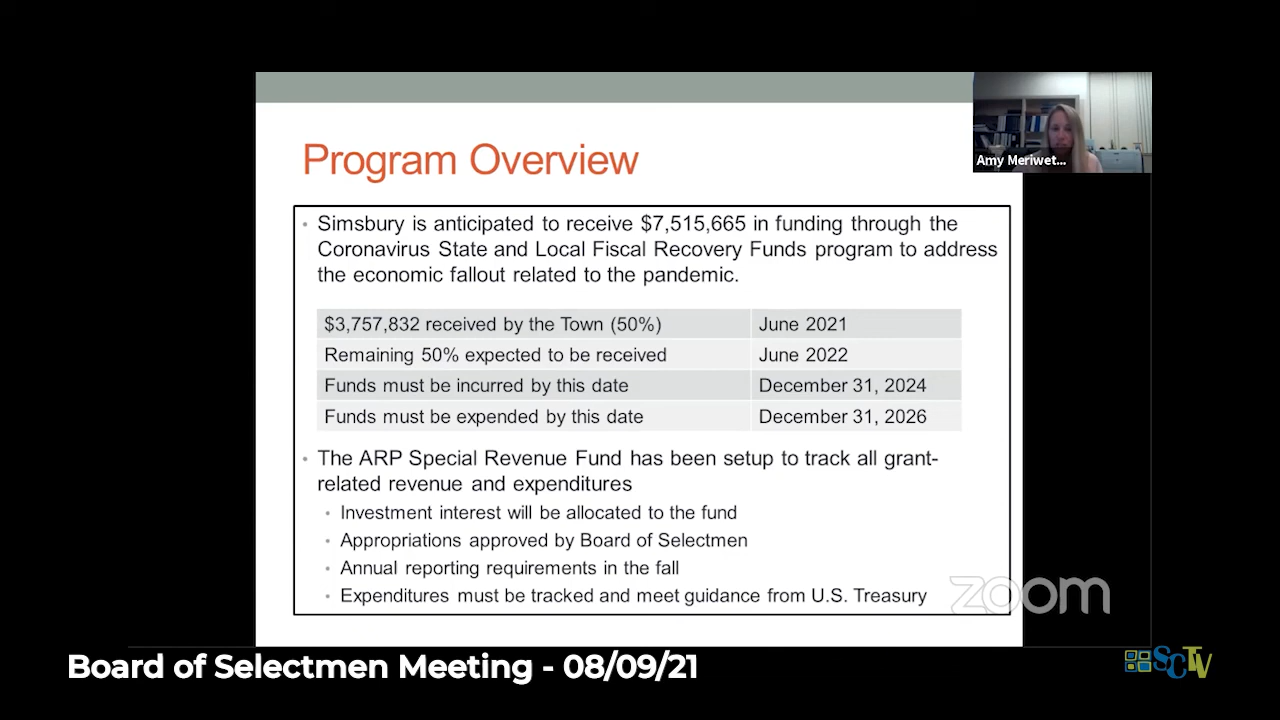 Program Overview
Amy Meriwet...
• Simsbury is anticipated to receive $7,515,665 in funding through the
Coronavirus State and Local Fiscal Recovery Funds program to address
the economic fallout related to the pandemic.
$3,757,832 received by the Town (50%) June 2021
Remaining 50% expected to be received June 2022
Funds must be incurred by this date December 31, 2024
Funds must be expended by this date December 31, 2026
• The ARP Special Revenue Fund has been setup to track all grant-
related revenue and expenditures
• Investment interest will be allocated to the fund
• Appropriations approved by Board of Selectmen
• Annual reporting requirements in the fall
• Expenditures must be tracked and meet guidance from U.S. Treasury
zoom
Board of Selectmen Meeting - 08/09/21
SCTV